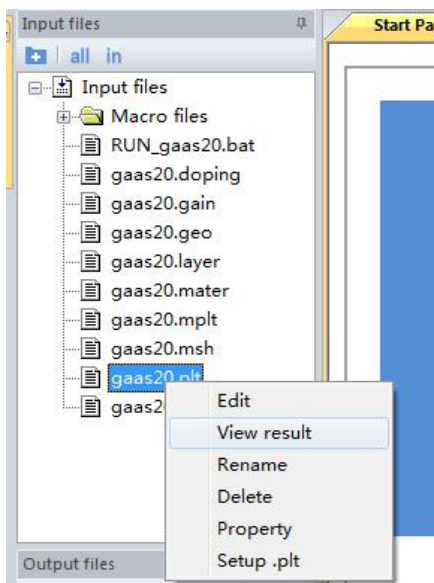 Input files
Start Pa
all in
Input files
Macro files
RUN_gaas20.bat
gaas20.doping
gaas20.gain
gaas20.geo
gaas20.layer
gaas20.mater
gaas20.mplt
gaas20.msh
gaas20.plt
gaas2
Edit
View result
Rename
Delete
Property
Setup .plt
Output files